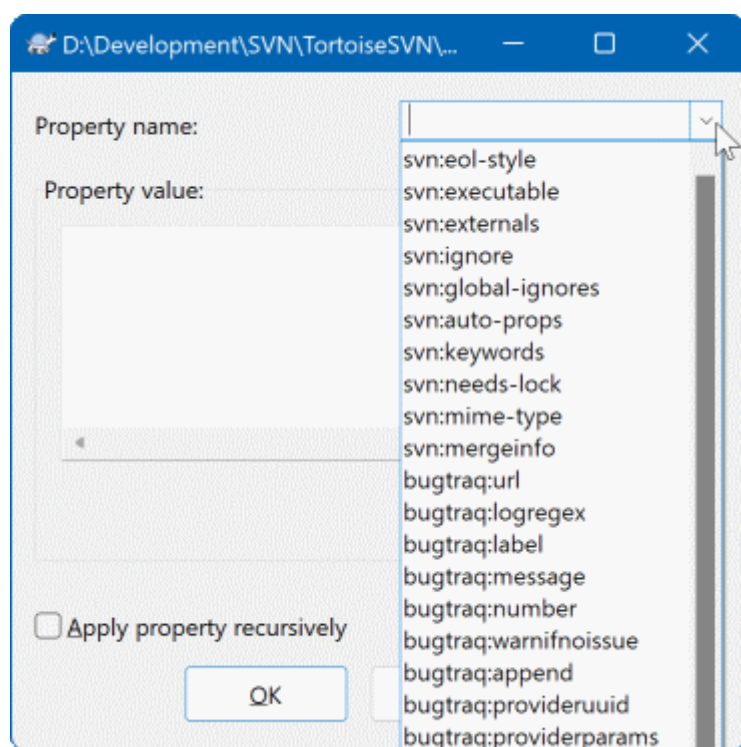 D:\Development\SVN\TortoiseSVN\...
Property name:
svn:eol-style
svn:executable
Property value:
svn:externals
svn:ignore
svn:global-ignores
svn:auto-props
svn:keywords
svn:needs-lock
svn:mime-type
svn:mergeinfo
bugtraq:url
bugtraq:logregex
bugtraq:label
bugtraq:message
bugtraq:number
bugtraq:warnifnoissue
Apply property recursively
bugtraq:append
bugtraq:provideruuid
OK
bugtraq:providerparams